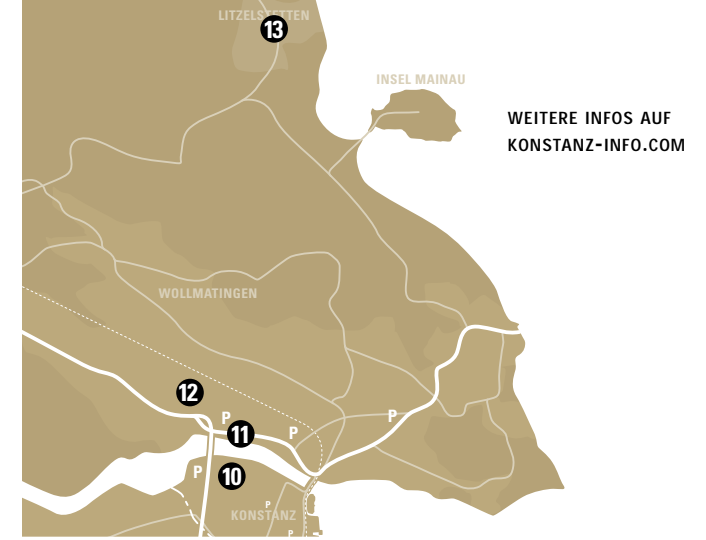 LITZELSTETTEN
13
INSEL MAINAU
WEITERE INFOS AUF
KONSTANZ-INFO.COM
WOLLMATINGEN
12
P
P
11
P
P
10
P
KONSTANZ
P